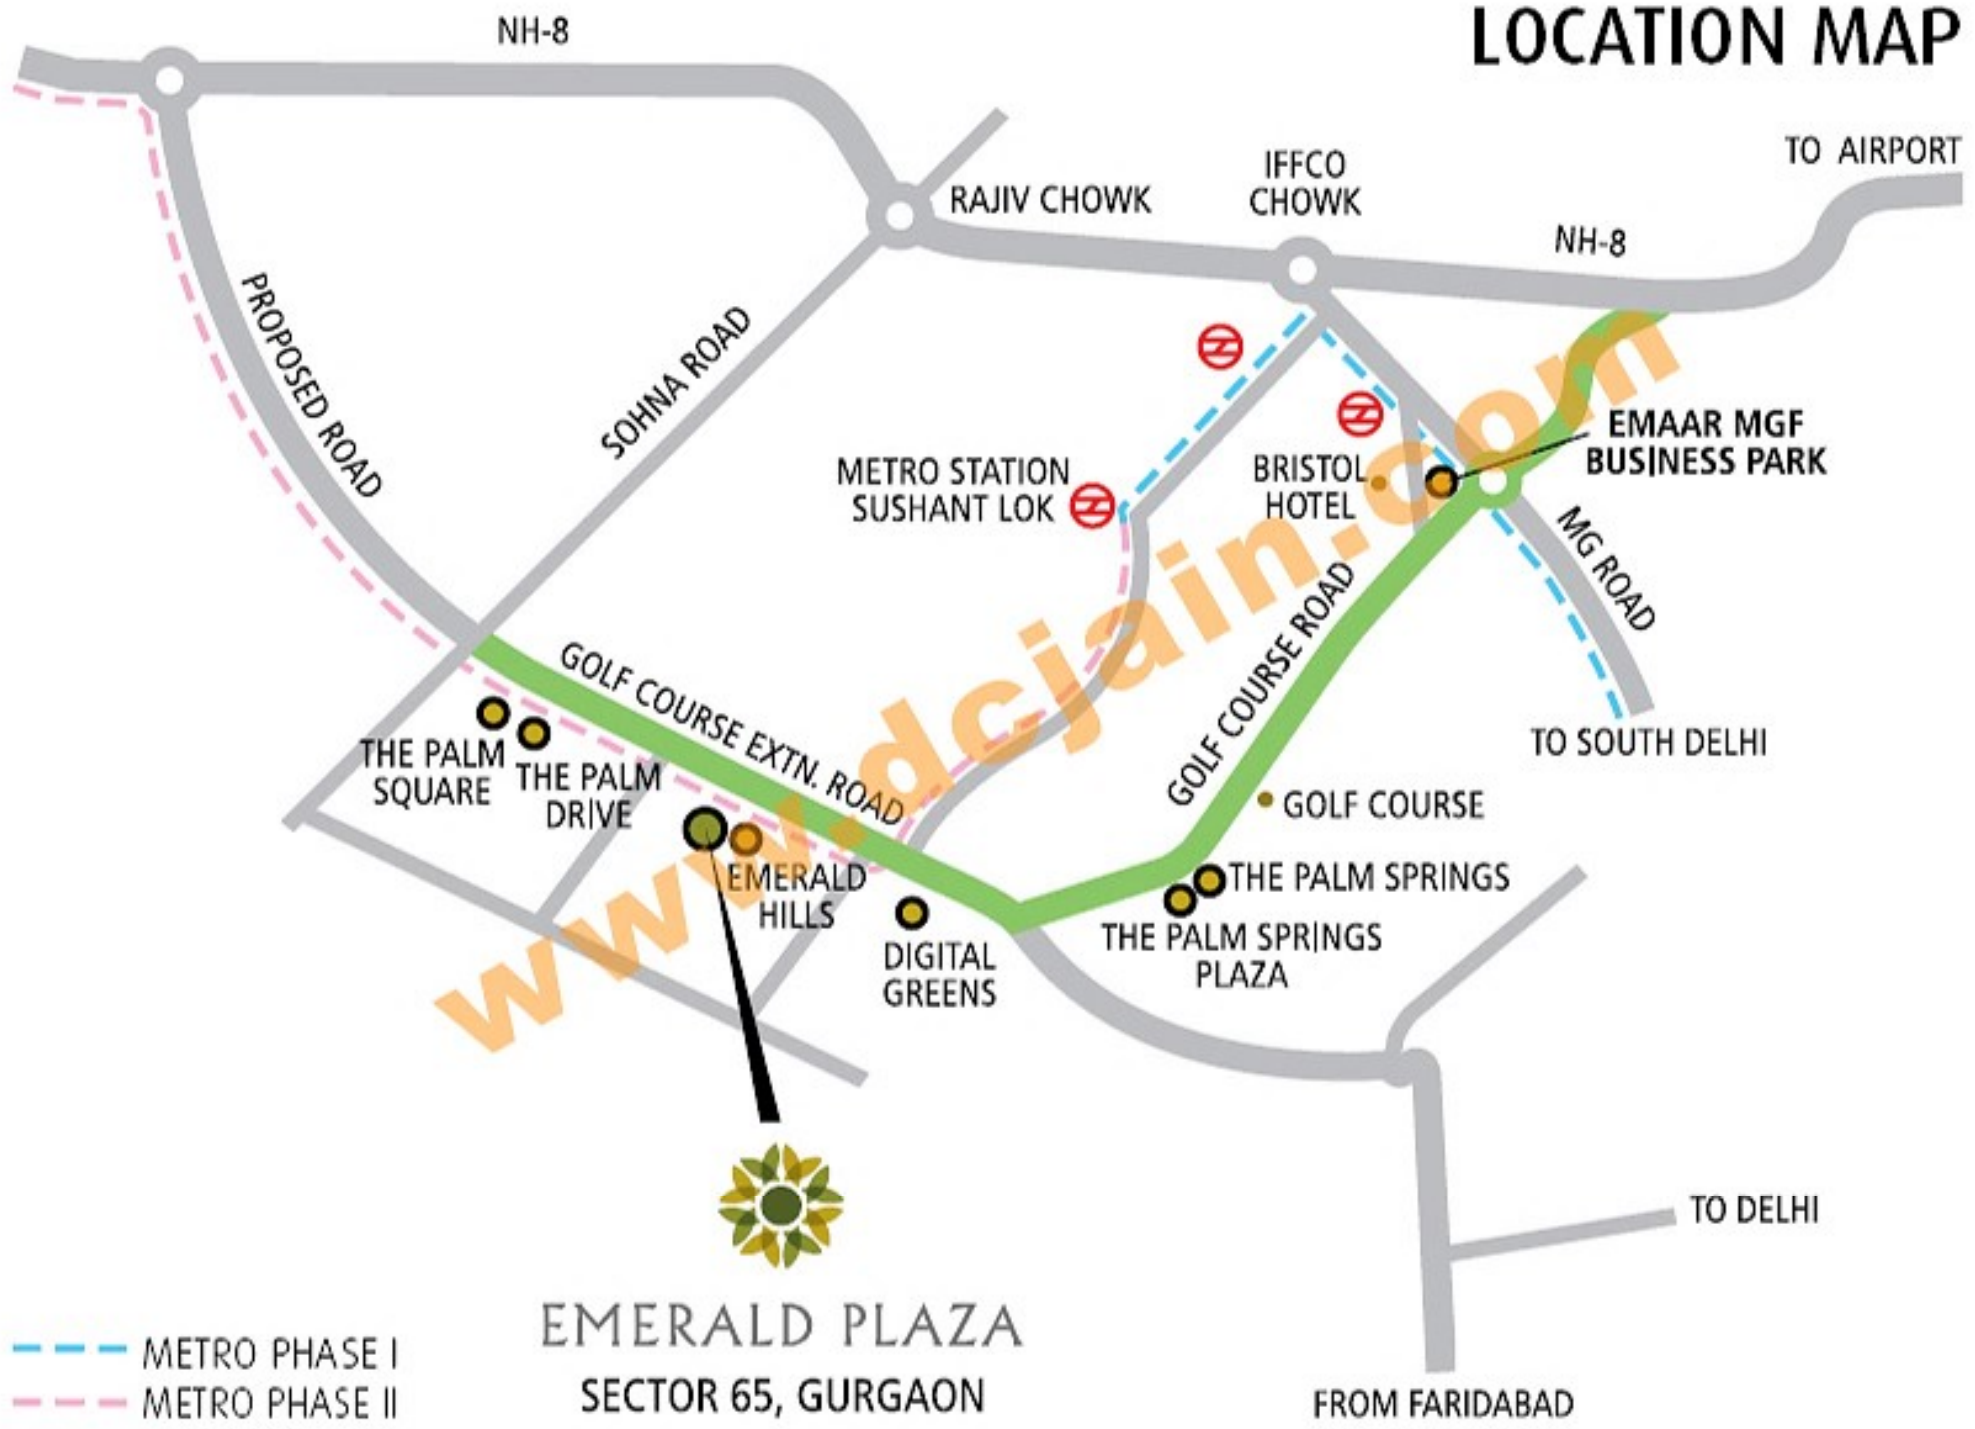 LOCATION MAP
NH-8
TO AIRPORT
IFFCO
CHOWK
RAJIV CHOWK
NH-8
PROPOSED ROAD
SOHNA ROAD
METRO STATION
SUSHANT LOK
BRISTOL
HOTEL
EMAAR MGF
BUSINESS PARK
MG ROAD
TO SOUTH DELHI
GOLF COURSE ROAD
GOLF COURSE EXTN. ROAD
THE PALM
SQUARE
THE PALM
DRIVE
GOLF COURSE
EMERALD
HILLS
THE PALM SPRINGS
THE PALM SPRINGS
PLAZA
DIGITAL
GREENS
www.dcjain.com
TO DELHI
EMERALD PLAZA
SECTOR 65, GURGAON
METRO PHASE I
METRO PHASE II
FROM FARIDABAD